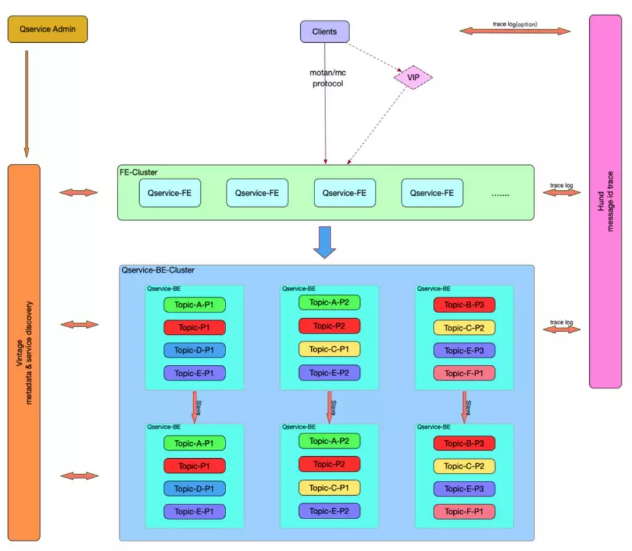 Qservice Admin
Clients
trace log(option)
motan/mc
protocol
VIP
FE-Cluster
Qservice-FE
Qservice-FE
Qservice-FE
Qservice-FE
.......
trace log
Hund
message id trace
Vintage
metadata & service discovery
Qservice-BE-Cluster
Qservice-BE
Topic-A-P1
Topic-P1
Topic-D-P1
Topic-E-P1
Qservice-BE
Topic-A-P2
Topic-P2
Topic-C-P1
Topic-E-P2
Qservice-BE
Topic-B-P3
Topic-C-P2
Topic-E-P3
Topic-F-P1
trace log
Slave
Slave
Slave
Qservice-BE
Topic-A-P1
Topic-P1
Topic-D-P1
Topic-E-P1
Qservice-BE
Topic-A-P2
Topic-P2
Topic-C-P1
Topic-E-P2
Qservice-BE
Topic-B-P3
Topic-C-P2
Topic-E-P3
Topic-F-P1